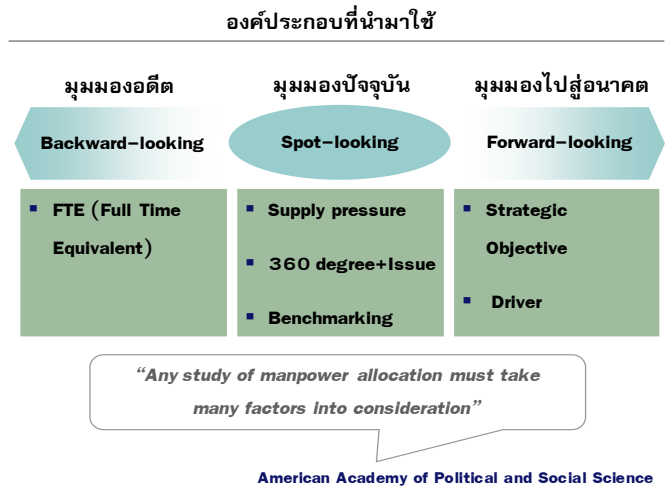 องค์ประกอบที่นำมาใช้
มุมมองอดีต
มุมมองปัจจุบัน
มุมมองไปสู่อนาคต
Backward-looking
Spot-looking
Forward-looking
▪ FTE (Full Time
Equivalent)
▪ Supply pressure
▪ 360 degree+Issue
▪ Benchmarking
▪ Strategic
Objective
▪ Driver
“Any study of manpower allocation must take
many factors into consideration”
American Academy of Political and Social Science